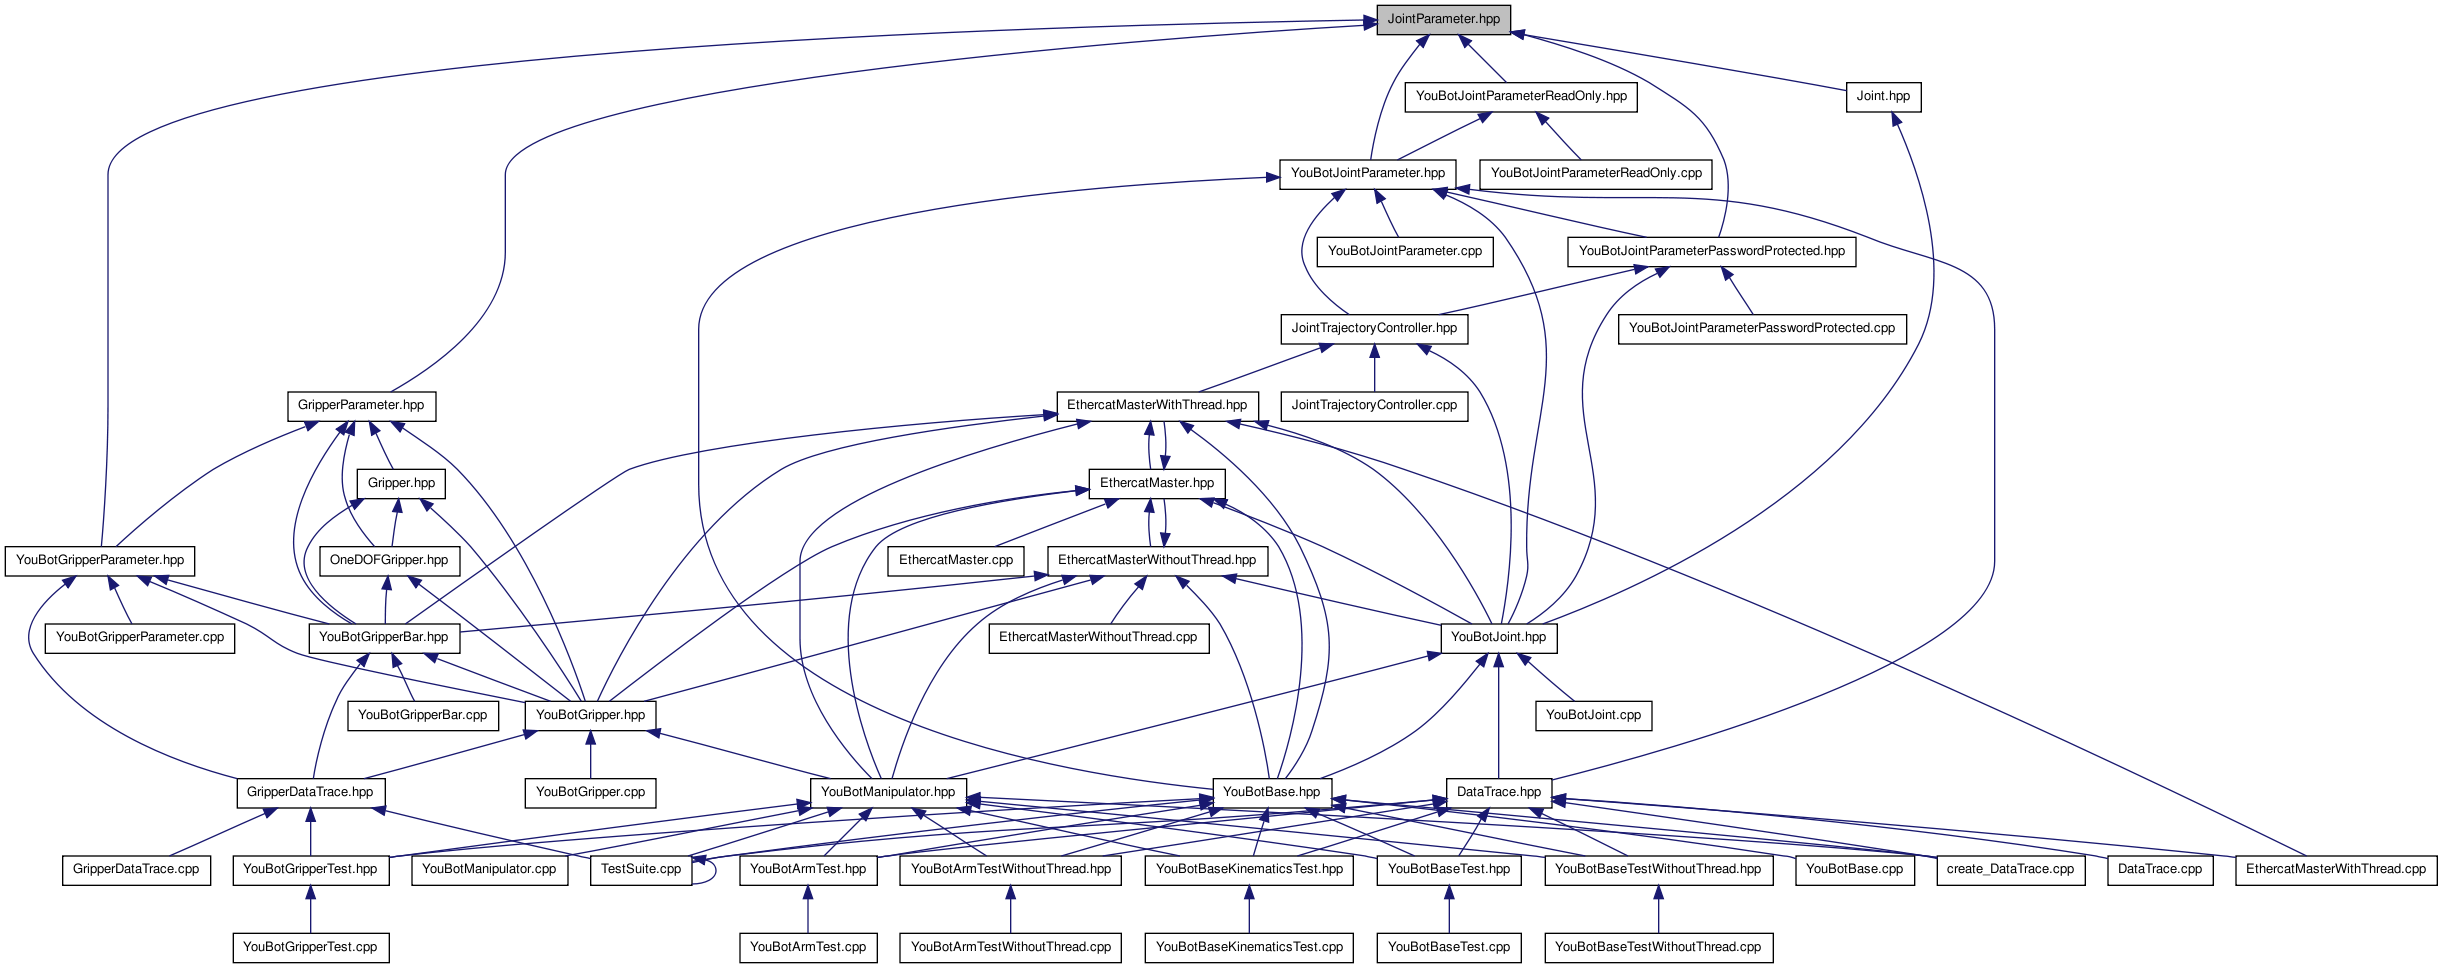 JointParameter.hpp
YouBotJointParameterReadOnly.hpp
Joint.hpp
YouBotJointParameter.hpp
YouBotJointParameterReadOnly.cpp
YouBotJointParameter.cpp
YouBotJointParameterPasswordProtected.hpp
JointTrajectoryController.hpp
YouBotJointParameterPasswordProtected.cpp
GripperParameter.hpp
EthercatMasterWithThread.hpp
JointTrajectoryController.cpp
Gripper.hpp
EthercatMaster.hpp
YouBotGripperParameter.hpp
OneDOFGripper.hpp
EthercatMaster.cpp
EthercatMasterWithoutThread.hpp
YouBotGripperParameter.cpp
YouBotGripperBar.hpp
EthercatMasterWithoutThread.cpp
YouBotJoint.hpp
YouBotGripperBar.cpp
YouBotGripper.hpp
YouBotJoint.cpp
GripperDataTrace.hpp
YouBotGripper.cpp
YouBotManipulator.hpp
YouBotBase.hpp
DataTrace.hpp
GripperDataTrace.cpp
YouBotGripperTest.hpp
YouBotManipulator.cpp
TestSuite.cpp
YouBotArmTest.hpp
YouBotArmTestWithoutThread.hpp
YouBotBaseKinematicsTest.hpp
YouBotBaseTest.hpp
YouBotBaseTestWithoutThread.hpp
YouBotBase.cpp
create_DataTrace.cpp
DataTrace.cpp
EthercatMasterWithThread.cpp
YouBotGripperTest.cpp
YouBotArmTest.cpp
YouBotArmTestWithoutThread.cpp
YouBotBaseKinematicsTest.cpp
YouBotBaseTest.cpp
YouBotBaseTestWithoutThread.cpp